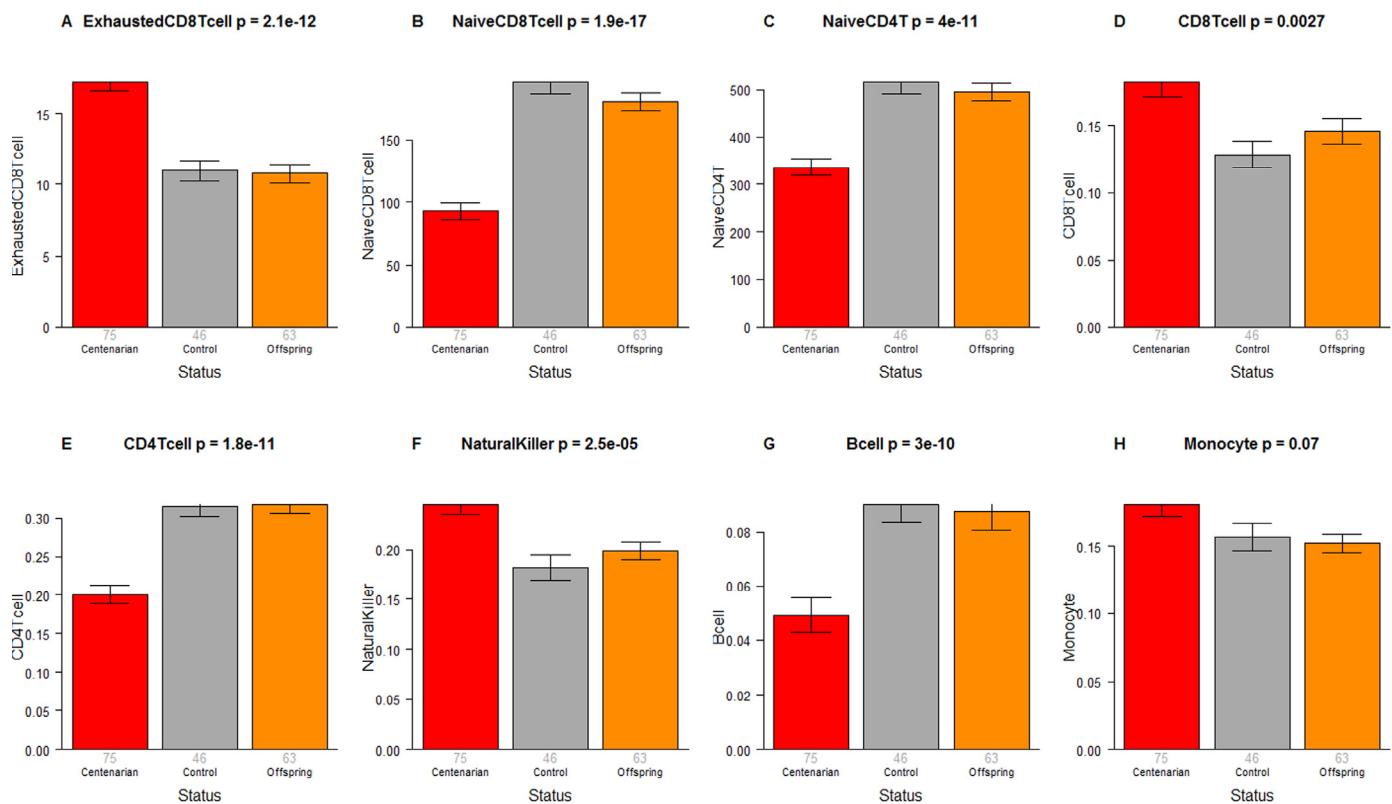 A ExhaustedCD8Tcell p = 2.1e-12
ExhaustedCD8Tcell
15
10
5
0
75 46 63
Centenarian Control Offspring
Status
B NaiveCD8Tcell p = 1.9e-17
NaiveCD8Tcell
150
100
50
0
75 46 63
Centenarian Control Offspring
Status
C NaiveCD4T p = 4e-11
NaiveCD4T
500
400
300
200
100
0
75 46 63
Centenarian Control Offspring
Status
D CD8Tcell p = 0.0027
CD8Tcell
0.15
0.10
0.05
0.00
75 46 63
Centenarian Control Offspring
Status
E CD4Tcell p = 1.8e-11
CD4Tcell
0.30
0.25
0.20
0.15
0.10
0.05
0.00
75 46 63
Centenarian Control Offspring
Status
F NaturalKiller p = 2.5e-05
NaturalKiller
0.20
0.15
0.10
0.05
0.00
75 46 63
Centenarian Control Offspring
Status
G Bcell p = 3e-10
Bcell
0.08
0.06
0.04
0.02
0.00
75 46 63
Centenarian Control Offspring
Status
H Monocyte p = 0.07
Monocyte
0.15
0.10
0.05
0.00
75 46 63
Centenarian Control Offspring
Status